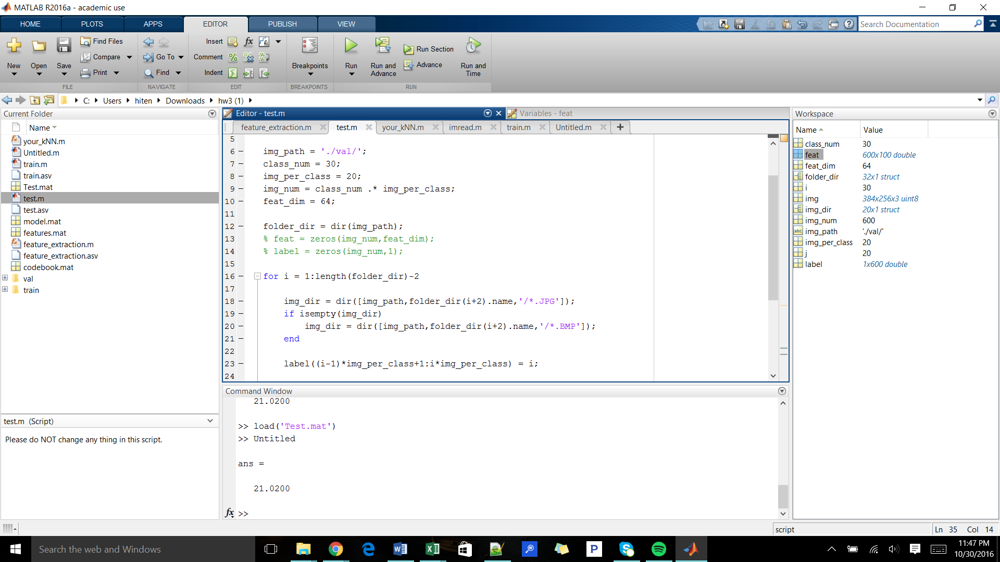 MATLAB R2016a - academic use
HOME PLOTS APPS EDITOR PUBLISH VIEW
Search Documentation
New Open Save Find Files Compare Print
FILE
Go To Find
NAVIGATE
Insert fx
Comment
Indent
EDIT
Breakpoints
BREAKPOINTS
Run Run and Advance Run Section Advance Run and Time
RUN
C: Users hiten Downloads hw3 (1)
Current Folder
Name
your_kNN.m
Untitled.m
train.m
train.asv
Test.mat
test.m
test.asv
model.mat
features.mat
feature_extraction.m
feature_extraction.asv
codebook.mat
val
train
test.m (Script)
Please do NOT change any thing in this script.
Editor - test.m
Variables - feat
feature_extraction.m test.m your_kNN.m imread.m train.m Untitled.m +
5
6 - img_path = './val/';
7 - class_num = 30;
8 - img_per_class = 20;
9 - img_num = class_num .* img_per_class;
10 - feat_dim = 64;
11
12 - folder_dir = dir(img_path);
13 % feat = zeros(img_num,feat_dim);
14 % label = zeros(img_num,1);
15
16 - for i = 1:length(folder_dir)-2
17
18 - img_dir = dir([img_path,folder_dir(i+2).name,'/*.JPG']);
19 - if isempty(img_dir)
20 - img_dir = dir([img_path,folder_dir(i+2).name,'/*.BMP']);
21 - end
22
23 - label((i-1)*img_per_class+1:i*img_per_class) = i;
24
Command Window
21.0200
>> load('Test.mat')
>> Untitled
ans =
21.0200
fx >>
Workspace
Name Value
class_num 30
feat 600x100 double
feat_dim 64
folder_dir 32x1 struct
i 30
img 384x256x3 uint8
img_dir 20x1 struct
img_num 600
img_path './val/'
img_per_class 20
j 20
label 1x600 double
script
Ln 35 Col 14
Search the web and Windows
11:47 PM
10/30/2016